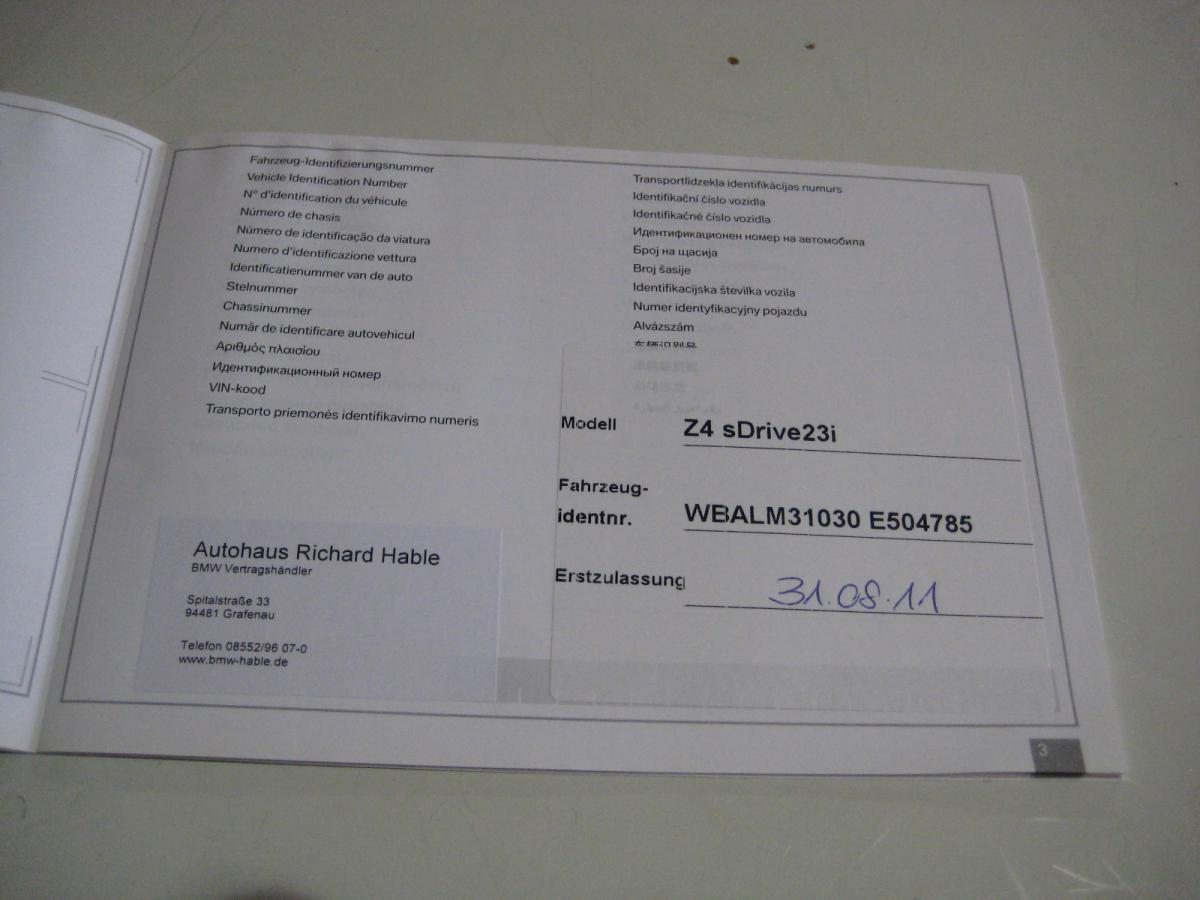 Fahrzeug-Identifizierungsnummer
Vehicle Identification Number
N° d'identification du véhicule
Número de chasis
Número de identificação da viatura
Numero d'identificazione vettura
Identificatienummer van de auto
Stelnummer
Chassinummer
Număr de identificare autovehicul
Αριθμός πλαισίου
Идентификационный номер
VIN-kood
Transporto priemonės identifikavimo numeris
Transportlīdzekļa identifikācijas numurs
Identifikační číslo vozidla
Identifikačné číslo vozidla
Идентификационен номер на автомобила
Број на щасија
Broj šasije
Identifikacijska številka vozila
Numer identyfikacyjny pojazdu
Alvázszám
Modell Z4 sDrive23i
Fahrzeug-
identnr. WBALM31030 E504785
Erstzulassung 31.08.11
Autohaus Richard Hable
BMW Vertragshändler
Spitalstraße 33
94481 Grafenau
Telefon 08552/96 07-0
www.bmw-hable.de
3